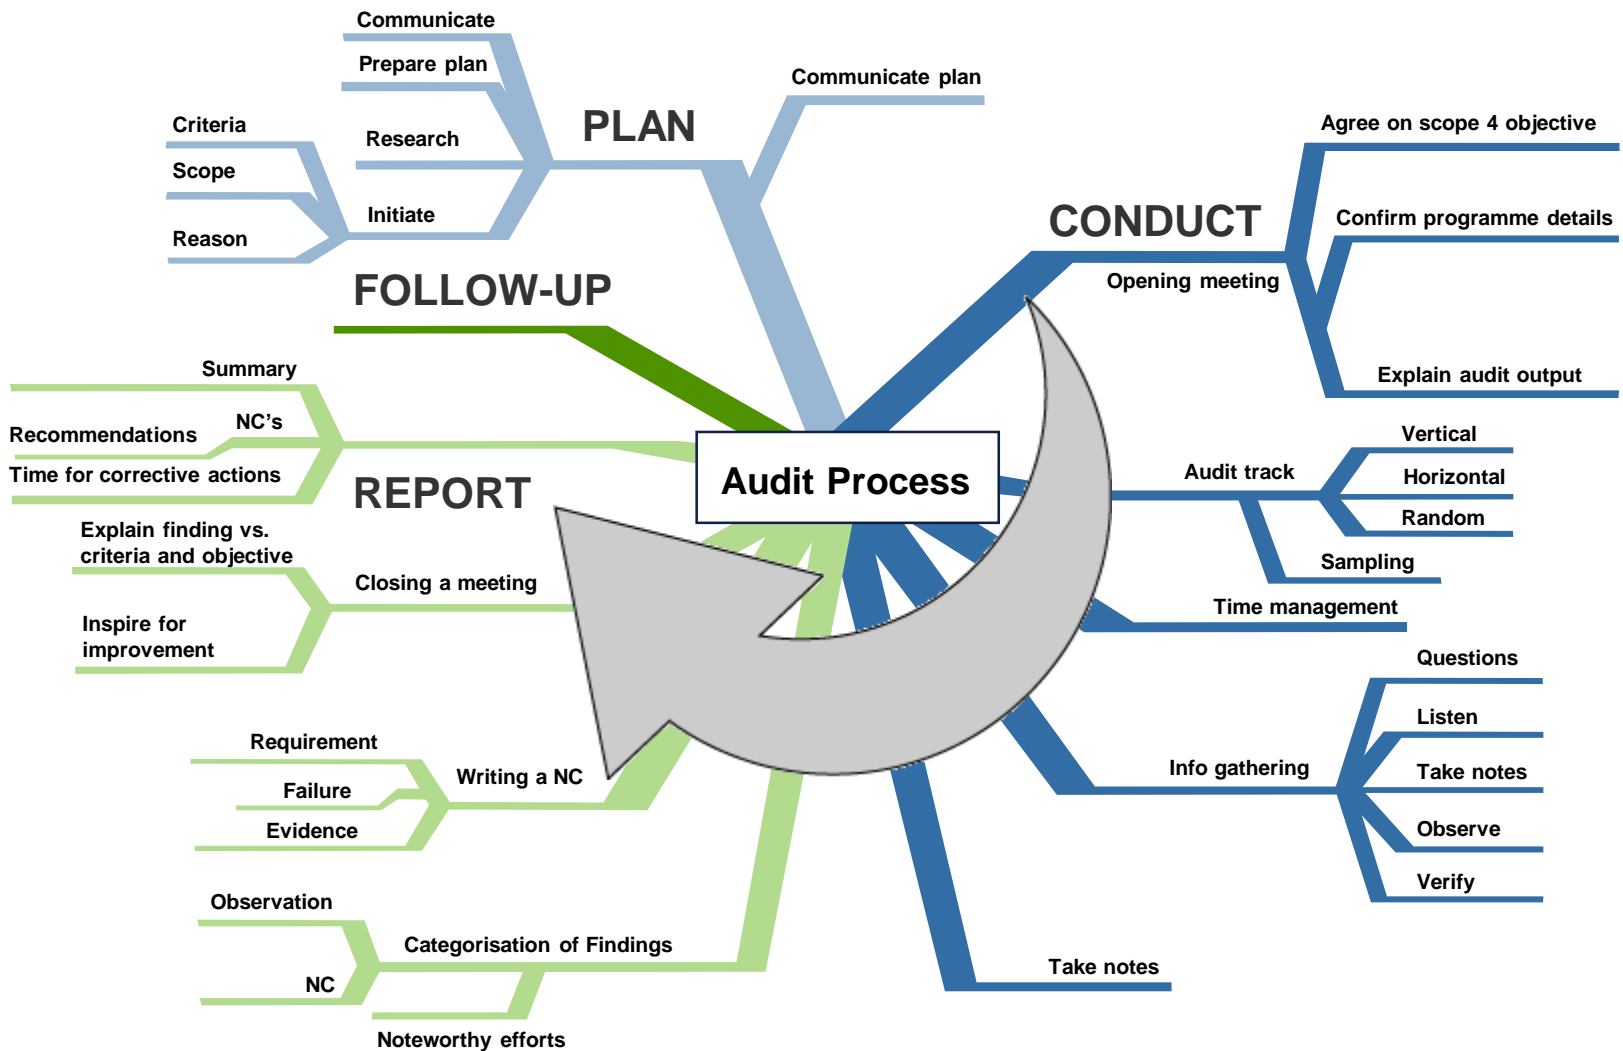 Communicate
Prepare plan
Research
Initiate
Criteria
Scope
Reason
PLAN
Communicate plan
CONDUCT
Opening meeting
Agree on scope 4 objective
Confirm programme details
Explain audit output
FOLLOW-UP
Summary
NC’s
Recommendations
Time for corrective actions
REPORT
Audit Process
Audit track
Vertical
Horizontal
Random
Sampling
Time management
Explain finding vs.
criteria and objective
Closing a meeting
Inspire for
improvement
Info gathering
Questions
Listen
Take notes
Observe
Verify
Requirement
Failure
Evidence
Writing a NC
Observation
NC
Categorisation of Findings
Noteworthy efforts
Take notes